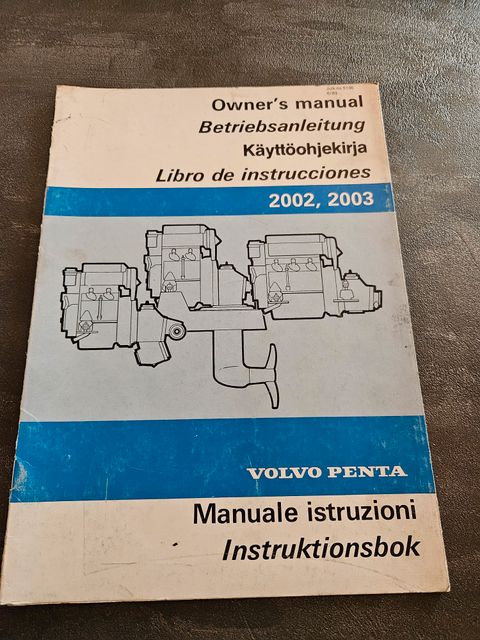 Owner's manual
Betriebsanleitung
Käyttöohjekirja
Libro de instrucciones
2002, 2003
VOLVO PENTA
Manuale istruzioni
Instruktionsbok